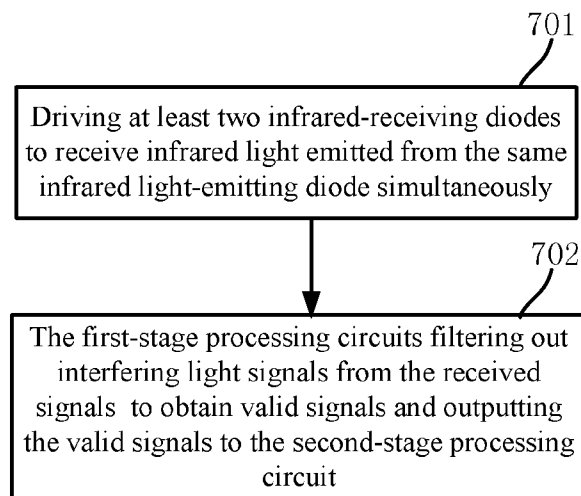 701
Driving at least two infrared-receiving diodes
to receive infrared light emitted from the same
infrared light-emitting diode simultaneously
702
The first-stage processing circuits filtering out
interfering light signals from the received
signals to obtain valid signals and outputting
the valid signals to the second-stage processing
circuit